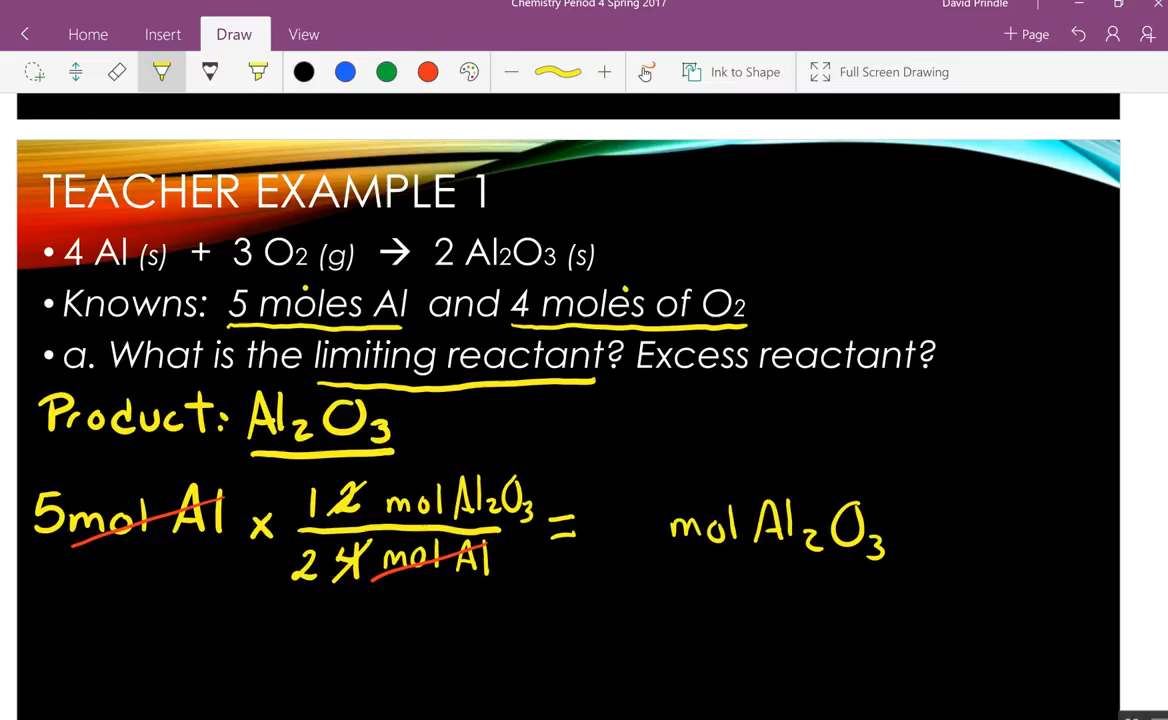 Chemistry Period 4 Spring 2017
David Prindle
Home Insert Draw View
Page
Ink to Shape
Full Screen Drawing
TEACHER EXAMPLE 1
• 4 Al (s) + 3 O₂ (g) → 2 Al₂O₃ (s)
• Knowns: 5 moles Al and 4 moles of O₂
• a. What is the limiting reactant? Excess reactant?
Product: Al₂O₃
1 2 mol Al₂O₃
5 mol Al × = mol Al₂O₃
2 4 mol Al